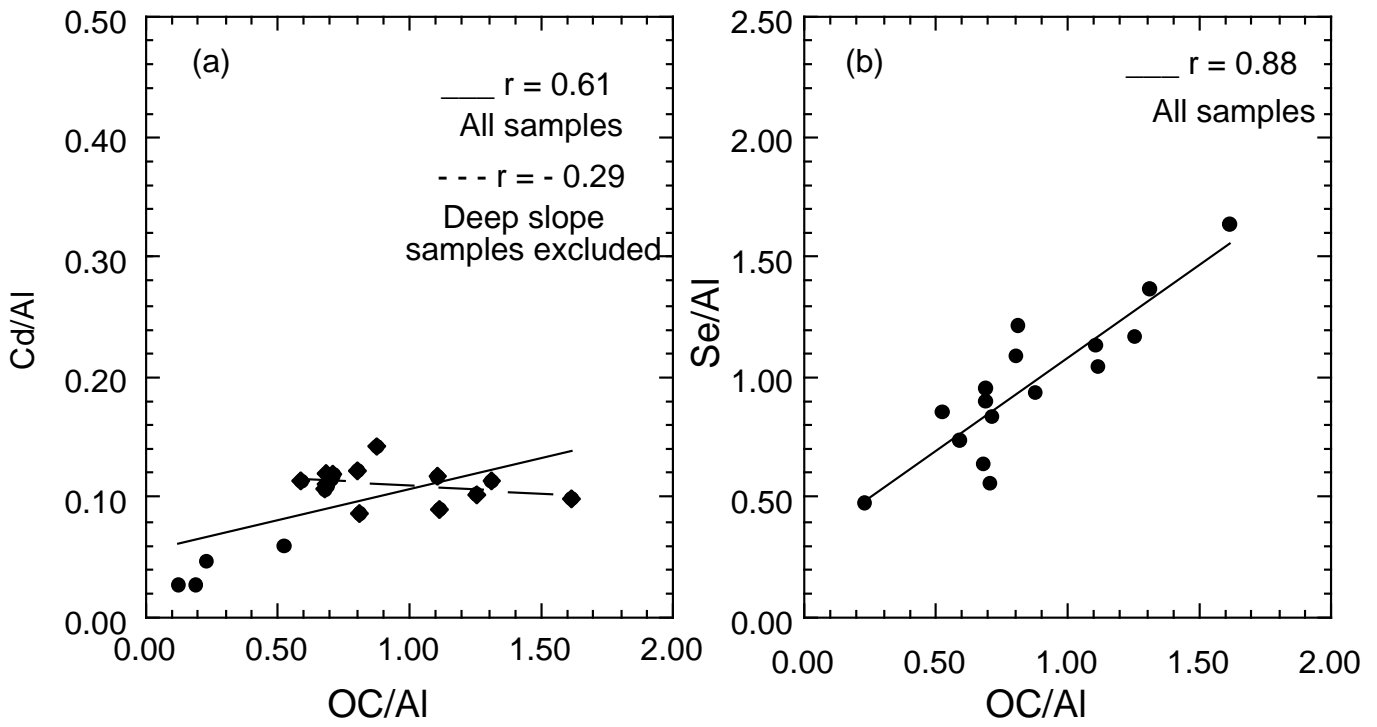 (a)
___ r = 0.61
All samples
- - - r = - 0.29
Deep slope
samples excluded
0.50
0.40
0.30
0.20
0.10
0.00
Cd/Al
0.00 0.50 1.00 1.50 2.00
OC/Al
(b)
___ r = 0.88
All samples
2.50
2.00
1.50
1.00
0.50
0.00
Se/Al
0.00 0.50 1.00 1.50 2.00
OC/Al